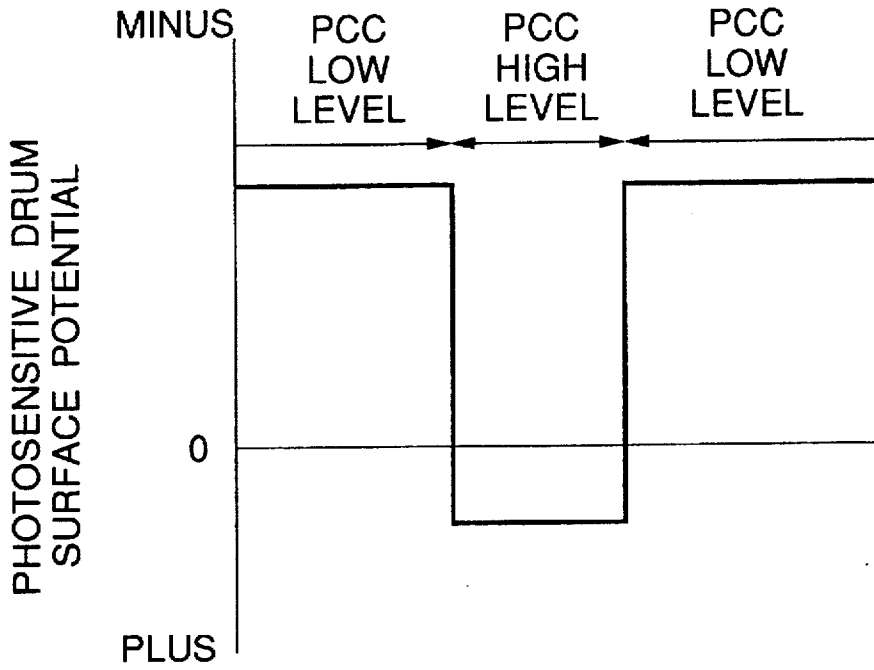 MINUS
PCC
LOW
LEVEL
PCC
HIGH
LEVEL
PCC
LOW
LEVEL
PHOTOSENSITIVE DRUM
SURFACE POTENTIAL
0
PLUS